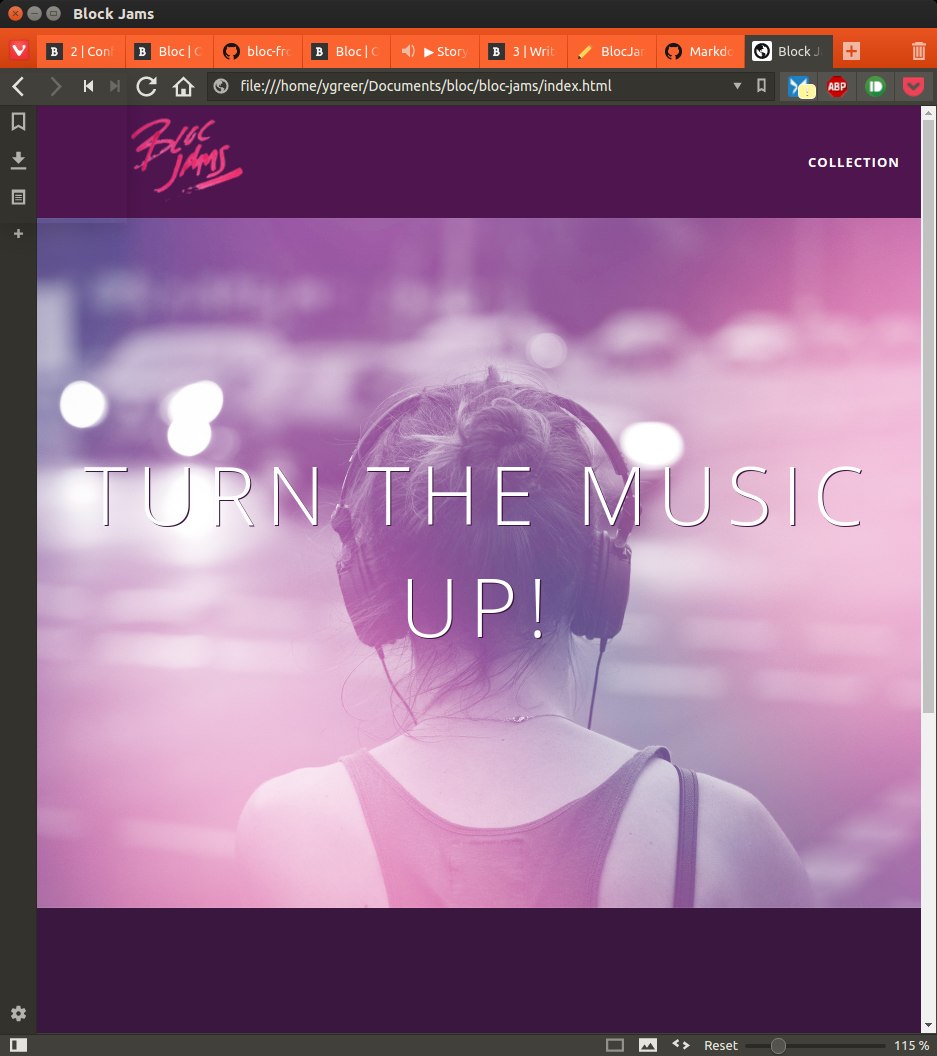 Block Jams
2 | Conf
Bloc | C
bloc-fro
Bloc | C
▶ Story
3 | Writ
BlocJar
Markdo
Block J
file:///home/ygreer/Documents/bloc/bloc-jams/index.html
ABP
BLOC
JAMS
COLLECTION
TURN THE MUSIC
UP!
Reset
115 %